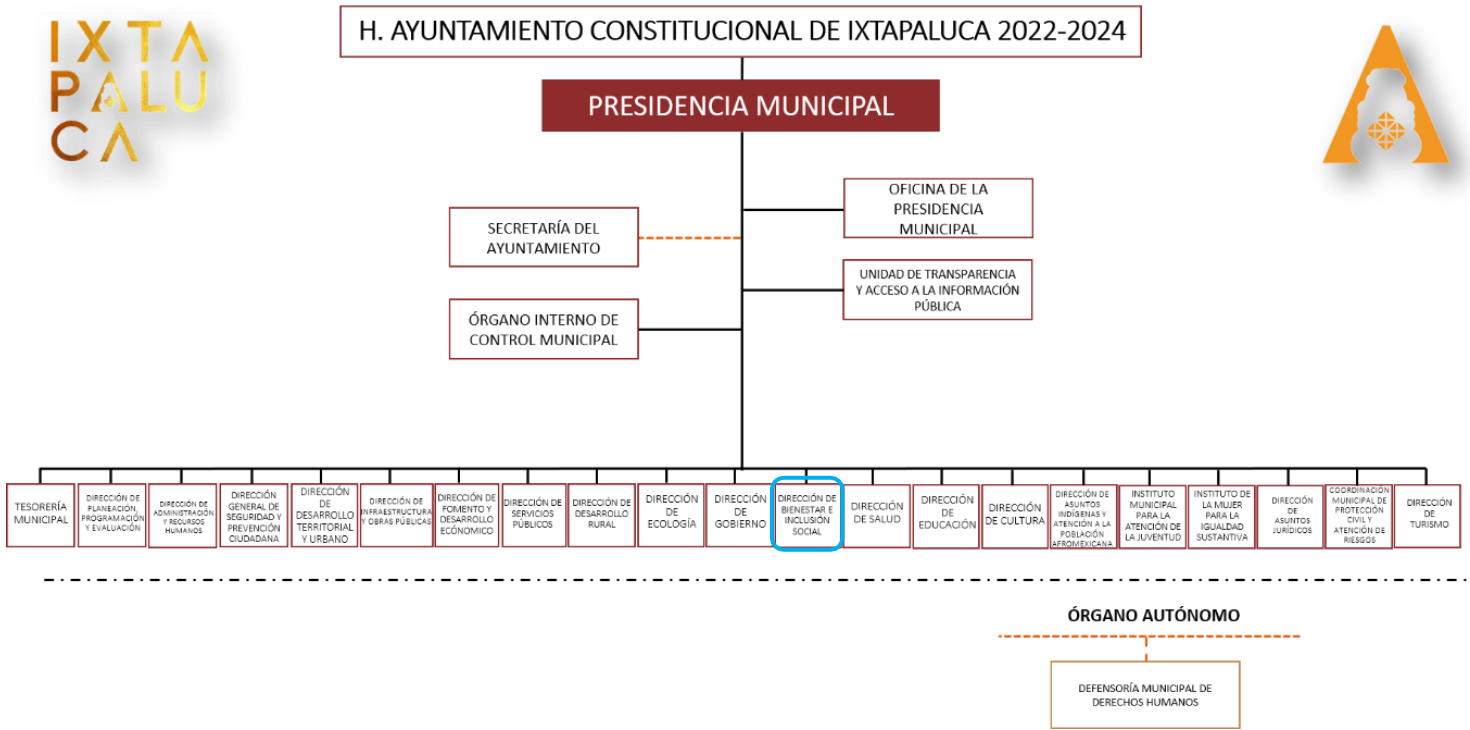 IXTA
PALU
CA
H. AYUNTAMIENTO CONSTITUCIONAL DE IXTAPALUCA 2022-2024
PRESIDENCIA MUNICIPAL
OFICINA DE LA
PRESIDENCIA
MUNICIPAL
SECRETARÍA DEL
AYUNTAMIENTO
UNIDAD DE TRANSPARENCIA
Y ACCESO A LA INFORMACIÓN
PÚBLICA
ÓRGANO INTERNO DE
CONTROL MUNICIPAL
TESORERÍA
MUNICIPAL
DIRECCIÓN DE
PLANEACIÓN,
PROGRAMACIÓN
Y EVALUACIÓN
DIRECCIÓN DE
ADMINISTRACIÓN
Y RECURSOS
HUMANOS
DIRECCIÓN
GENERAL DE
SEGURIDAD Y
PREVENCIÓN
CIUDADANA
DIRECCIÓN
DE
DESARROLLO
TERRITORIAL
Y URBANO
DIRECCIÓN DE
INFRAESTRUCTURA
Y OBRAS PÚBLICAS
DIRECCIÓN DE
FOMENTO Y
DESARROLLO
ECONÓMICO
DIRECCIÓN DE
SERVICIOS
PÚBLICOS
DIRECCIÓN DE
DESARROLLO
RURAL
DIRECCIÓN
DE
ECOLOGÍA
DIRECCIÓN
DE
GOBIERNO
DIRECCIÓN DE
BIENESTAR E
INCLUSIÓN
SOCIAL
DIRECCIÓN
DE SALUD
DIRECCIÓN
DE
EDUCACIÓN
DIRECCIÓN
DE CULTURA
DIRECCIÓN DE
ASUNTOS
INDÍGENAS Y
ATENCIÓN A LA
POBLACIÓN
AFROMEXICANA
INSTITUTO
MUNICIPAL
PARA LA
ATENCIÓN DE
LA JUVENTUD
INSTITUTO DE
LA MUJER
PARA LA
IGUALDAD
SUSTANTIVA
DIRECCIÓN
DE
ASUNTOS
JURÍDICOS
COORDINACIÓN
MUNICIPAL DE
PROTECCIÓN
CIVIL Y
ATENCIÓN DE
RIESGOS
DIRECCIÓN
DE
TURISMO
ÓRGANO AUTÓNOMO
DEFENSORÍA MUNICIPAL DE
DERECHOS HUMANOS